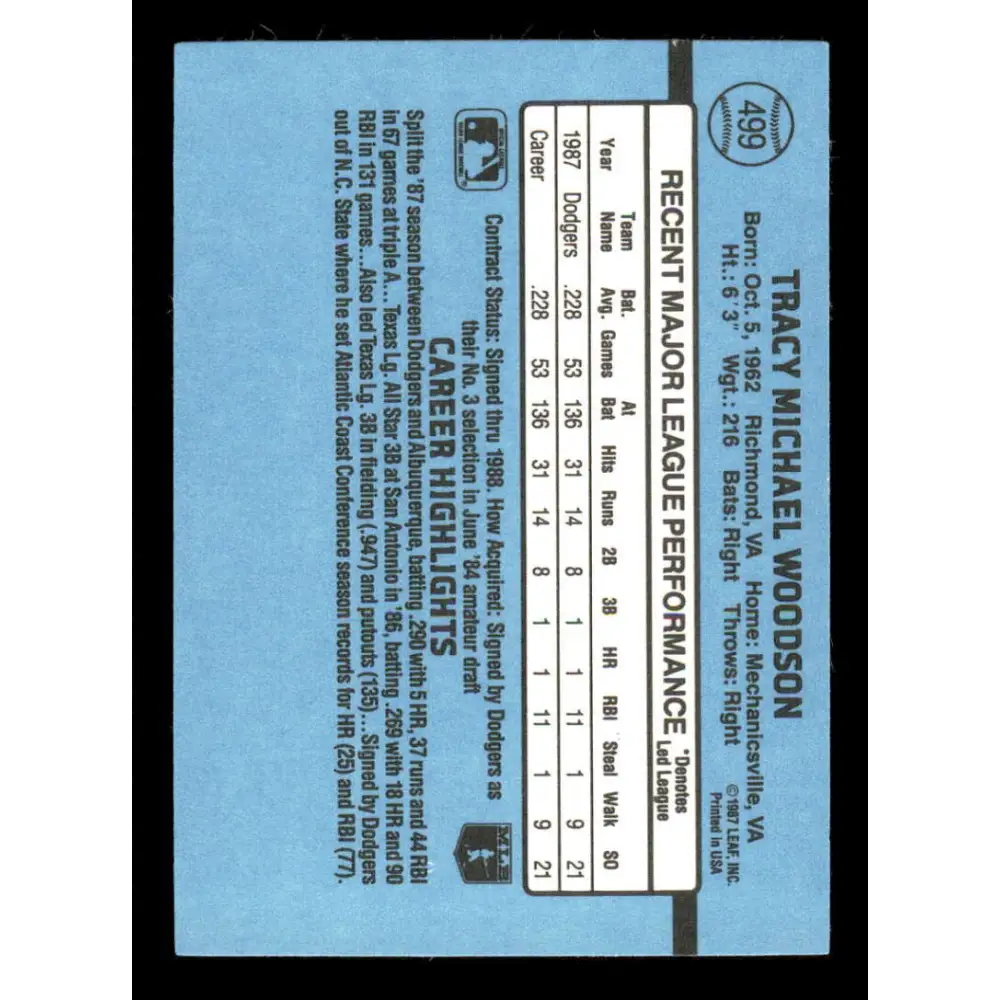 499
TRACY MICHAEL WOODSON
Born: Oct. 5, 1962 Richmond, VA Home: Mechanicsville, VA
Ht.: 6'3" Wgt.: 216 Bats: Right Throws: Right
©1987 LEAF, INC.
Printed in USA
RECENT MAJOR LEAGUE PERFORMANCE *Denotes Led League
Year Team Name Bat. Avg. Games At Bat Hits Runs 2B 3B HR RBI Steal Walk SO
1987 Dodgers .228 53 136 31 14 8 1 1 11 1 9 21
Career .228 53 136 31 14 8 1 1 11 1 9 21
Contract Status: Signed thru 1988. How Acquired: Signed by Dodgers as
their No. 3 selection in June '84 amateur draft
MLB
CAREER HIGHLIGHTS
Split the '87 season between Dodgers and Albuquerque, batting .290 with 5 HR, 37 runs and 44 RBI
in 67 games at triple A... Texas Lg. All Star 3B at San Antonio in '86, batting .269 with 18 HR and 90
RBI in 131 games...Also led Texas Lg. 3B in fielding (.947) and putouts (135)...Signed by Dodgers
out of N.C. State where he set Atlantic Coast Conference season records for HR (25) and RBI (77).